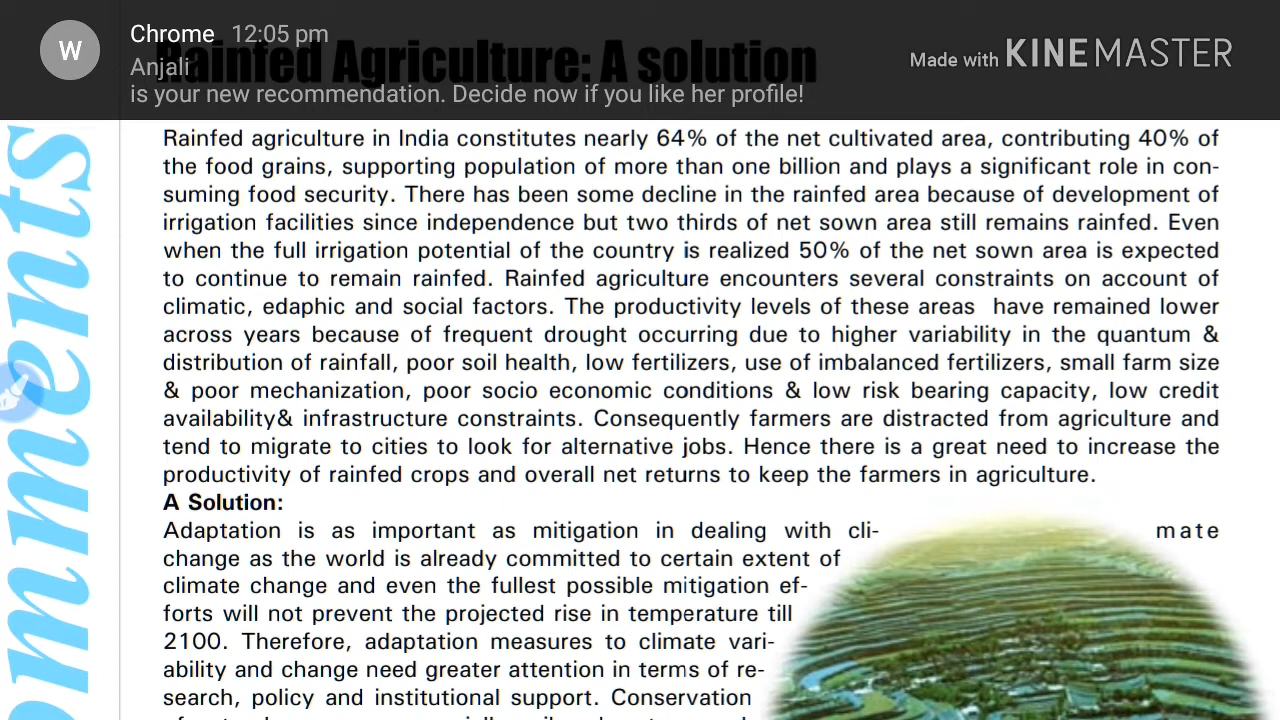 Chrome 12:05 pm
W
Anjali
is your new recommendation. Decide now if you like her profile!
Made with KINEMASTER
Rainfed Agriculture: A solution
Rainfed agriculture in India constitutes nearly 64% of the net cultivated area, contributing 40% of
the food grains, supporting population of more than one billion and plays a significant role in con-
suming food security. There has been some decline in the rainfed area because of development of
irrigation facilities since independence but two thirds of net sown area still remains rainfed. Even
when the full irrigation potential of the country is realized 50% of the net sown area is expected
to continue to remain rainfed. Rainfed agriculture encounters several constraints on account of
climatic, edaphic and social factors. The productivity levels of these areas have remained lower
across years because of frequent drought occurring due to higher variability in the quantum &
distribution of rainfall, poor soil health, low fertilizers, use of imbalanced fertilizers, small farm size
& poor mechanization, poor socio economic conditions & low risk bearing capacity, low credit
availability& infrastructure constraints. Consequently farmers are distracted from agriculture and
tend to migrate to cities to look for alternative jobs. Hence there is a great need to increase the
productivity of rainfed crops and overall net returns to keep the farmers in agriculture.
A Solution:
Adaptation is as important as mitigation in dealing with cli- mate
change as the world is already committed to certain extent of
climate change and even the fullest possible mitigation ef-
forts will not prevent the projected rise in temperature till
2100. Therefore, adaptation measures to climate vari-
ability and change need greater attention in terms of re-
search, policy and institutional support. Conservation
omments